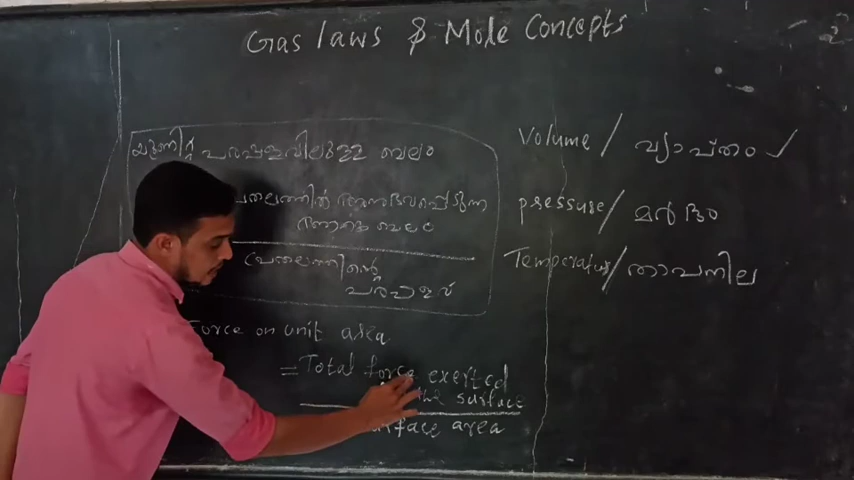 Gas laws & Mole Concepts
യൂണിറ്റ് പരപ്പളവിലുള്ള ബലം
പ്രതലത്തിൽ അനുഭവപ്പെടുന്ന
ആകെ ബലം
പ്രതലത്തിന്റെ
പരപ്പളവ്
Force on unit area
= Total force exerted
the surface
surface area
Volume / വ്യാപ്തം ✓
pressure / മർദ്ദം
Temperature / താപനില